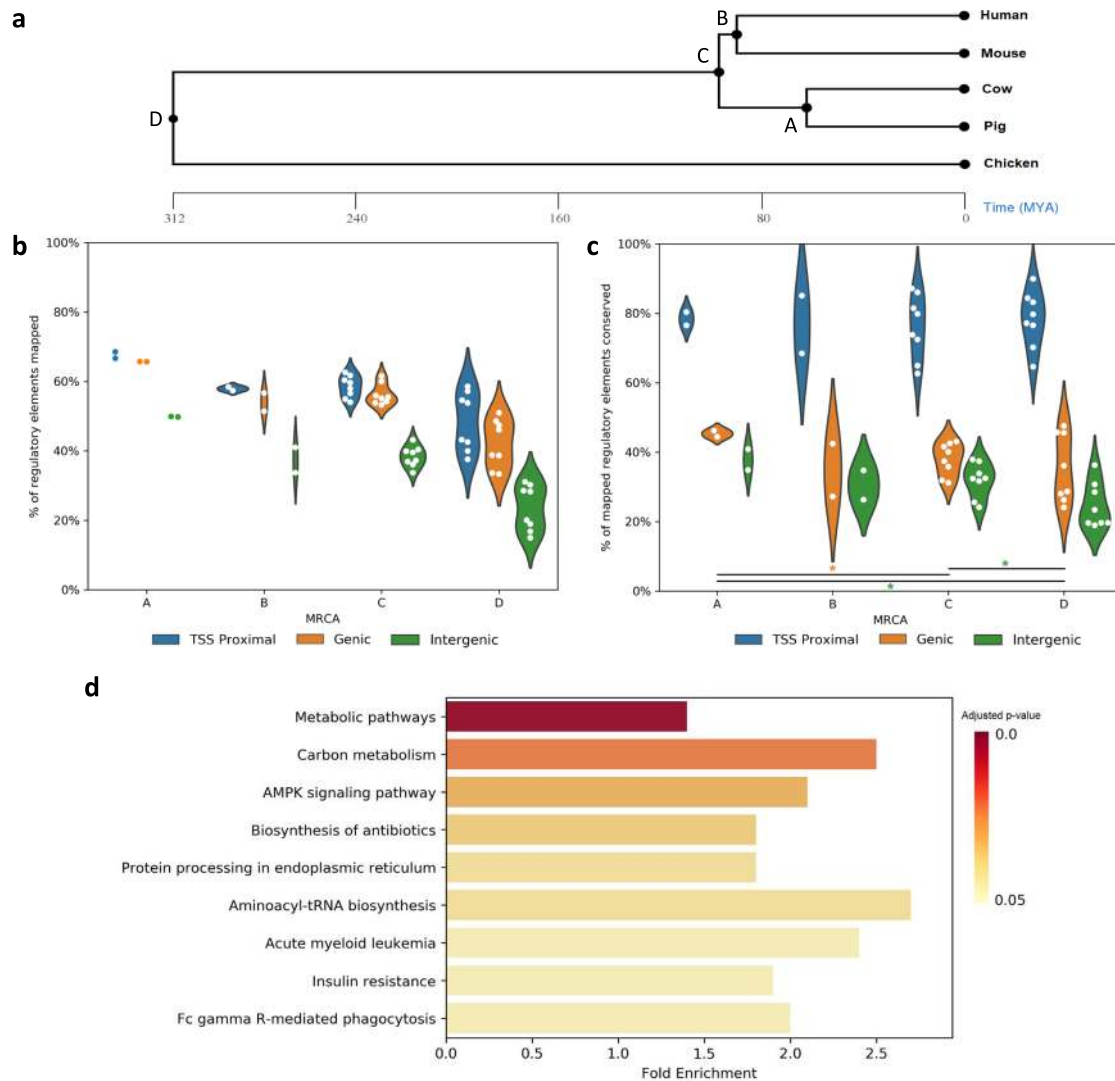 a
B
Human
Mouse
C
Cow
D
A
Pig
Chicken
312
240
160
80
0
Time (MYA)
b
100%
80%
60%
40%
20%
0%
% of regulatory elements mapped
A
B
C
D
MRCA
TSS Proximal
Genic
Intergenic
c
100%
80%
60%
40%
20%
0%
% of mapped regulatory elements conserved
*
*
*
A
B
C
D
MRCA
TSS Proximal
Genic
Intergenic
d
Metabolic pathways
Carbon metabolism
AMPK signaling pathway
Biosynthesis of antibiotics
Protein processing in endoplasmic reticulum
Aminoacyl-tRNA biosynthesis
Acute myeloid leukemia
Insulin resistance
Fc gamma R-mediated phagocytosis
0.0
0.5
1.0
1.5
2.0
2.5
Fold Enrichment
Adjusted p-value
0.0
0.05